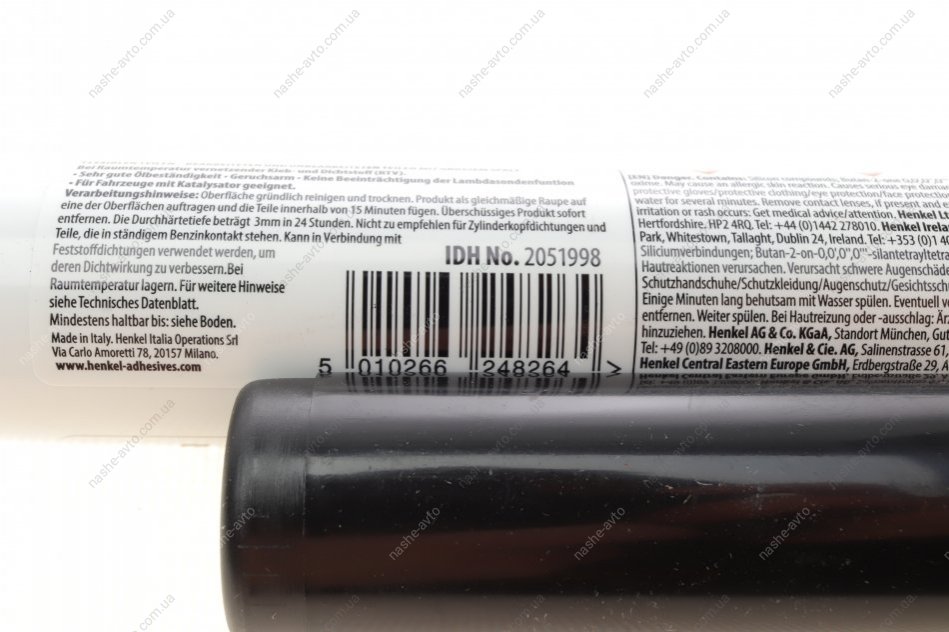 Bei Raumtemperatur vernetzender Kleb- und Dichtstoff (RTV).
- Sehr gute Ölbeständigkeit - Geruchsarm - Keine Beeinträchtigung der Lambdasondenfuntion
- Für Fahrzeuge mit Katalysator geeignet.
Verarbeitungshinweise: Oberfläche gründlich reinigen und trocknen. Produkt als gleichmäßige Raupe auf
eine der Oberflächen auftragen und die Teile innerhalb von 15 Minuten fügen. Überschüssiges Produkt sofort
entfernen. Die Durchhärtetiefe beträgt 3mm in 24 Stunden. Nicht zu empfehlen für Zylinderkopfdichtungen und
Teile, die in ständigem Benzinkontakt stehen. Kann in Verbindung mit
Feststoffdichtungen verwendet werden, um
deren Dichtwirkung zu verbessern.Bei
Raumtemperatur lagern. Für weitere Hinweise
siehe Technisches Datenblatt.
Mindestens haltbar bis: siehe Boden.
Made in Italy. Henkel Italia Operations Srl
Via Carlo Amoretti 78, 20157 Milano.
www.henkel-adhesives.com
IDH No. 2051998
5 010266 248264 >
(EN) Danger. Contains:
oxime. May cause an allergic skin reaction. Causes serious eye
protective gloves/protective clothing/eye protection/face
water for several minutes. Remove contact lenses, if present and
irritation or rash occurs: Get medical advice/attention. Henkel
Hertfordshire. HP2 4RQ. Tel: +44 (0)1442 278010. Henkel
Park, Whitestown, Tallaght, Dublin 24, Ireland. Tel: +353 (0)1
Siliciumverbindung; Butan-2-on-0,0',0",0"'-silantetrayltetra
Hautreaktionen verursachen. Verursacht schwere
Schutzhandschuhe/Schutzkleidung/Augenschutz/
Einige Minuten lang behutsam mit Wasser spülen. Eventuell
entfernen. Weiter spülen. Bei Hautreizung oder -ausschlag:
hinzuziehen. Henkel AG & Co. KGaA, Standort München,
Tel: +49 (0)89 3208000. Henkel & Cie. AG, Salinenstrasse 61,
Henkel Central Eastern Europe GmbH, Erdbergstraße 29,
nashe-avto.com.ua